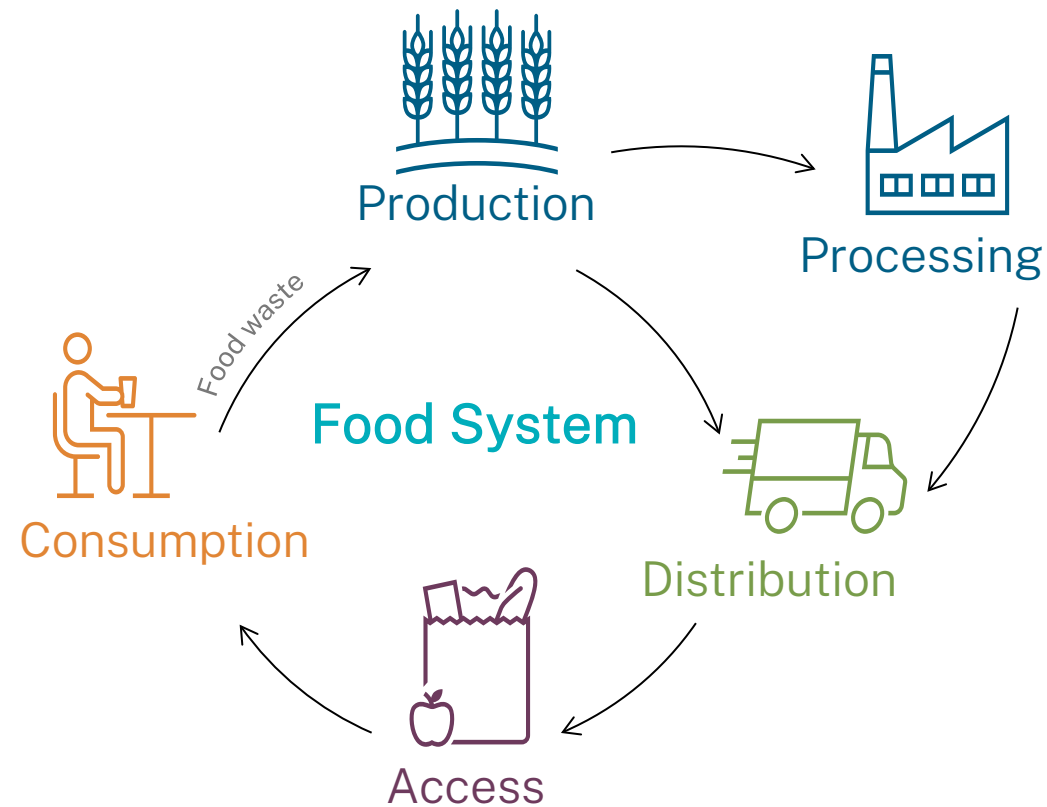 Production
Processing
Food waste
Food System
Consumption
Distribution
Access